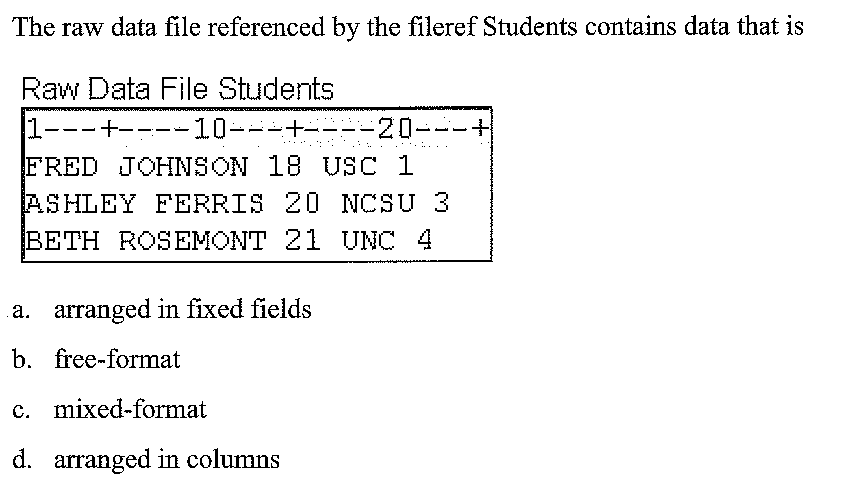 The raw data file referenced by the fileref Students contains data that is
Raw Data File Students
1---+----10---+----20---+
FRED JOHNSON 18 USC 1
ASHLEY FERRIS 20 NCSU 3
BETH ROSEMONT 21 UNC 4
a. arranged in fixed fields
b. free-format
c. mixed-format
d. arranged in columns